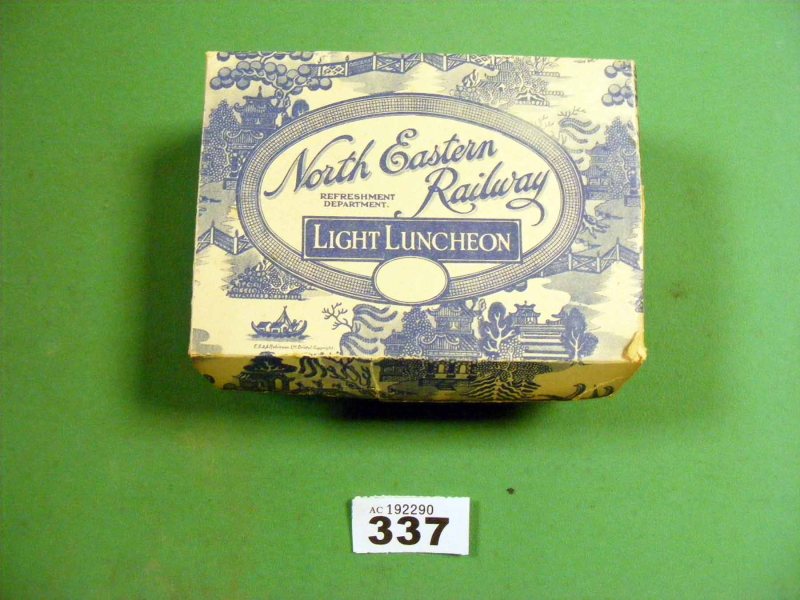 North Eastern
Railway
REFRESHMENT
DEPARTMENT.
LIGHT LUNCHEON
AC 192290
337